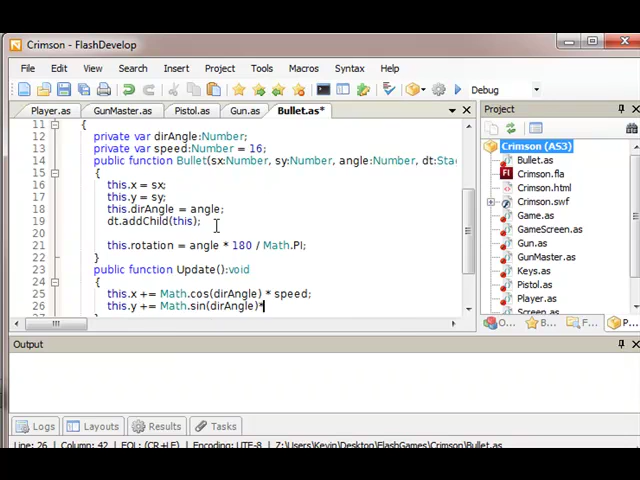 Crimson - FlashDevelop
File Edit View Search Insert Project Tools Macros Syntax Help
Debug
Player.as GunMaster.as Pistol.as Gun.as Bullet.as*
Project
11 {
12 private var dirAngle:Number;
13 private var speed:Number = 16;
14 public function Bullet(sx:Number, sy:Number, angle:Number, dt:Sta
15 {
16 this.x = sx;
17 this.y = sy;
18 this.dirAngle = angle;
19 dt.addChild(this);
20
21 this.rotation = angle * 180 / Math.PI;
22 }
23 public function Update():void
24 {
25 this.x += Math.cos(dirAngle) * speed;
26 this.y += Math.sin(dirAngle)*
Crimson (AS3)
Bullet.as
Crimson.fla
Crimson.html
Crimson.swf
Game.as
GameScreen.as
Gun.as
GunMaster.as
Keys.as
Pistol.as
Player.as
Screen.as
O... B... F... P...
Output
Logs Layouts Results Tasks
Line: 26 Column: 42 EOL: (CR+LF) Encoding: UTF-8 Z:\Users\Kevin\Desktop\FlashGames\Crimson\Bullet.as